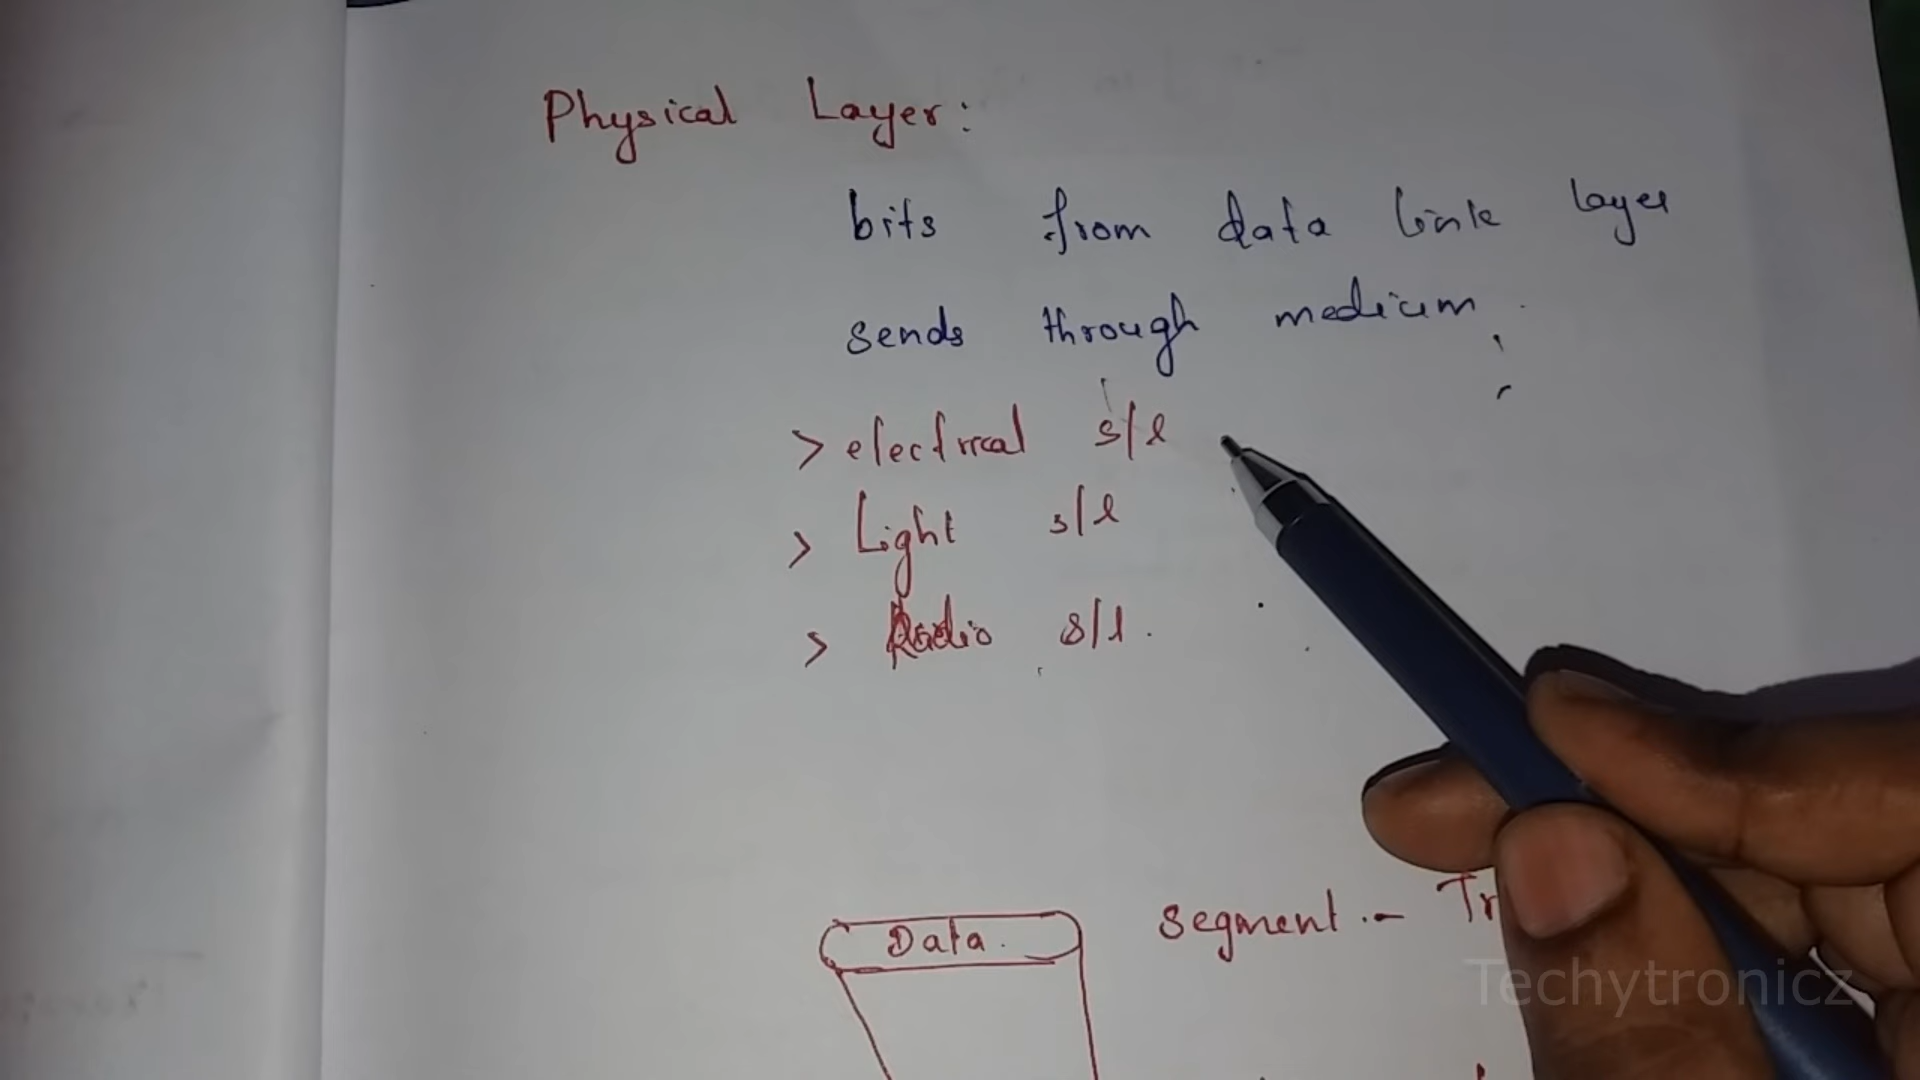 Physical Layer:
bits from data link layer
sends through medium.
> electrical s/l
> Light s/l
> Radio s/l.
Data.
Segment :- Tr
Techytronicz